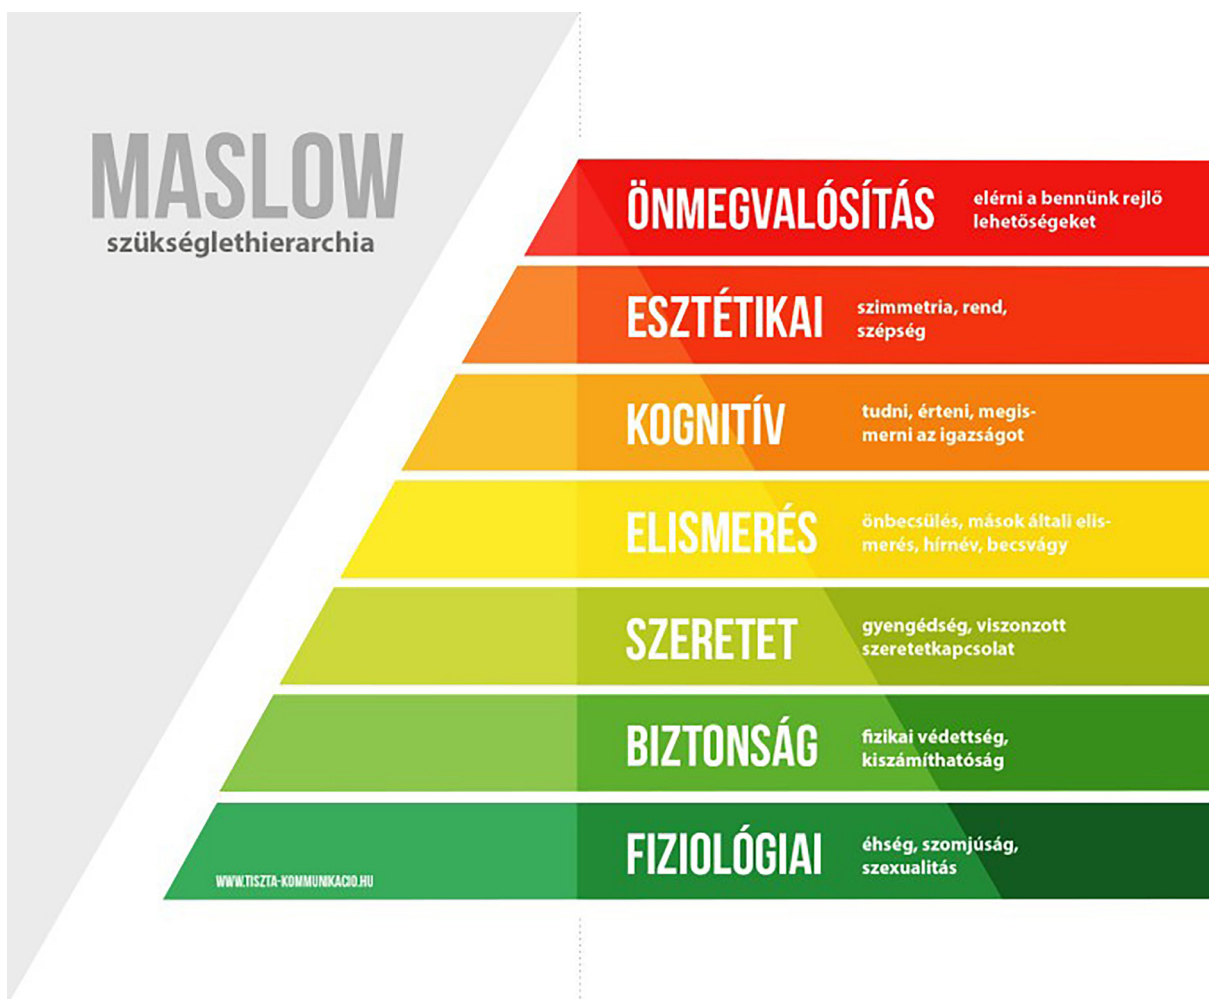 MASLOW
szükséglethierarchia
ÖNMEGVALÓSÍTÁS
elérni a bennünk rejlő
lehetőségeket
ESZTÉTIKAI
szimmetria, rend,
szépség
KOGNITÍV
tudni, érteni, megis-
merni az igazságot
ELISMERÉS
önbecsülés, mások általi elis-
merés, hírnév, becsvágy
SZERETET
gyengédség, viszonzott
szeretetkapcsolat
BIZTONSÁG
fizikai védettség,
kiszámíthatóság
FIZIOLÓGIAI
éhség, szomjúság,
szexualitás
WWW.TISZTA-KOMMUNIKACIO.HU